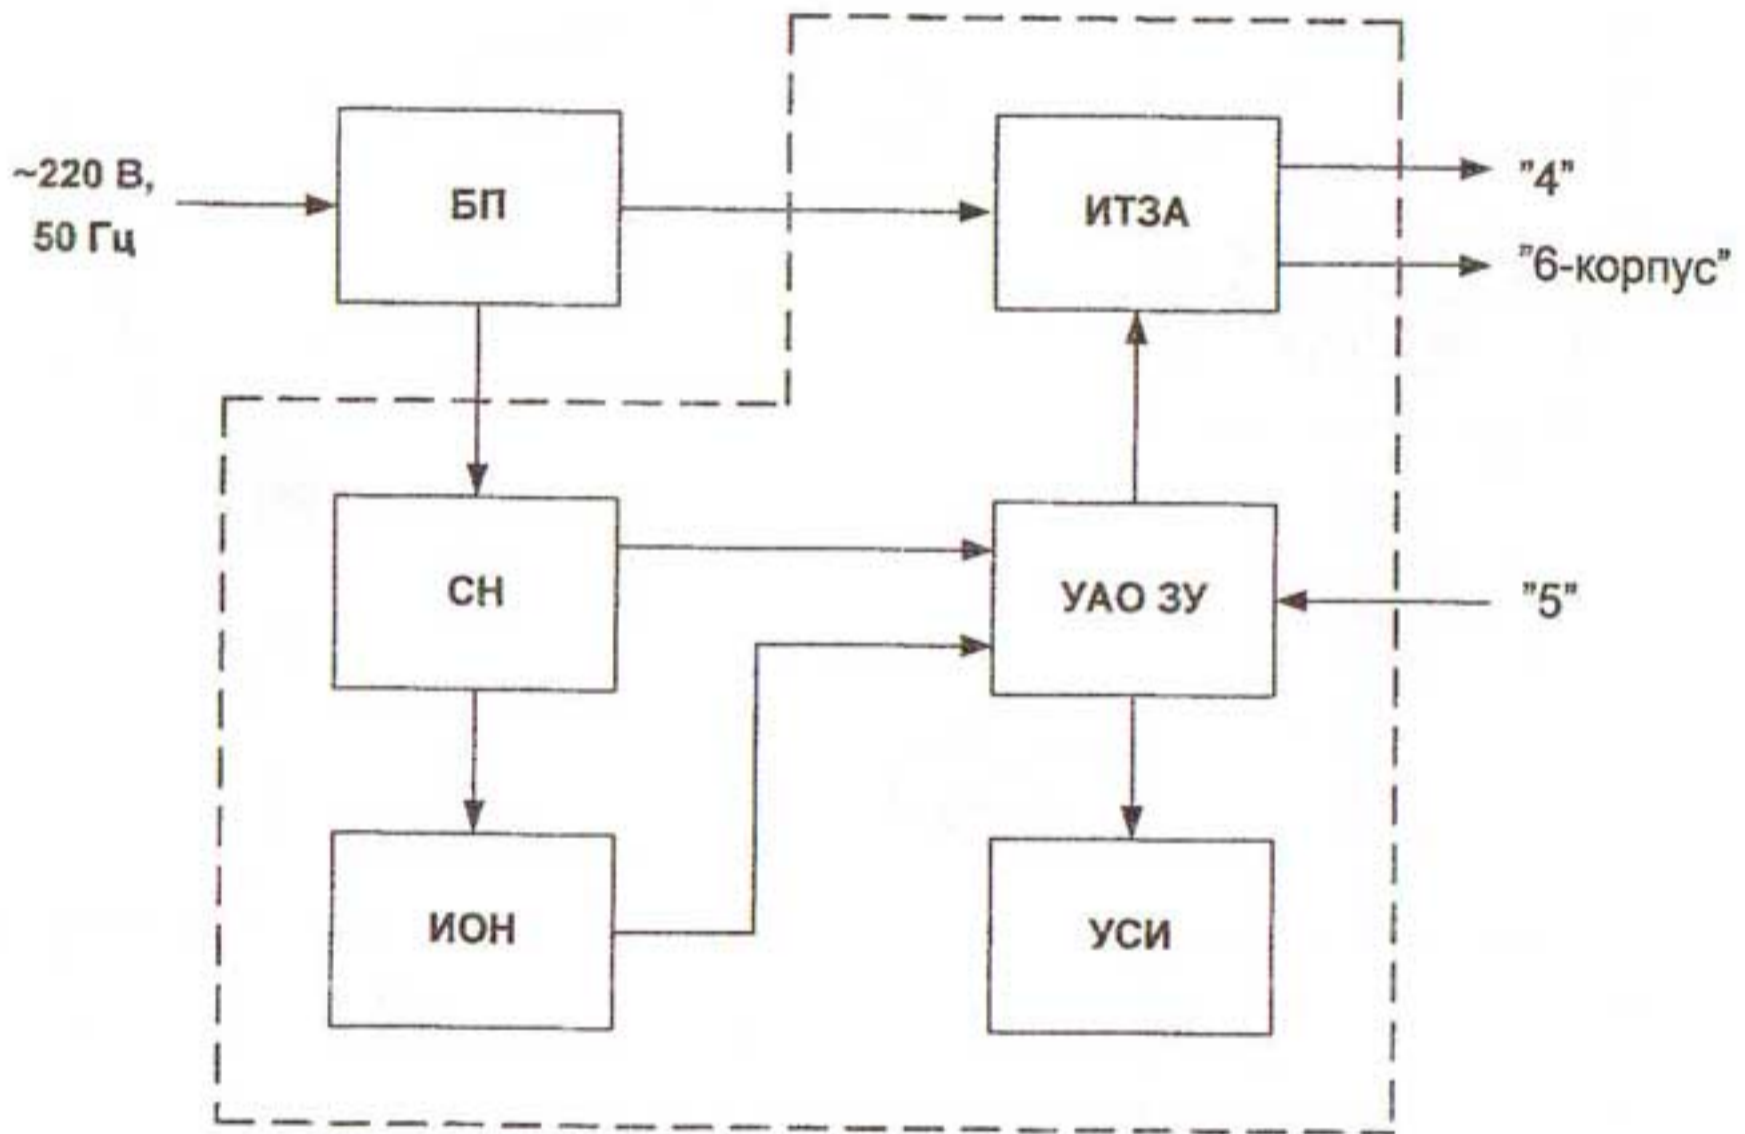 ~220 В,
50 Гц
БП
ИТЗА
"4"
"6-корпус"
СН
УАО ЗУ
"5"
ИОН
УСИ